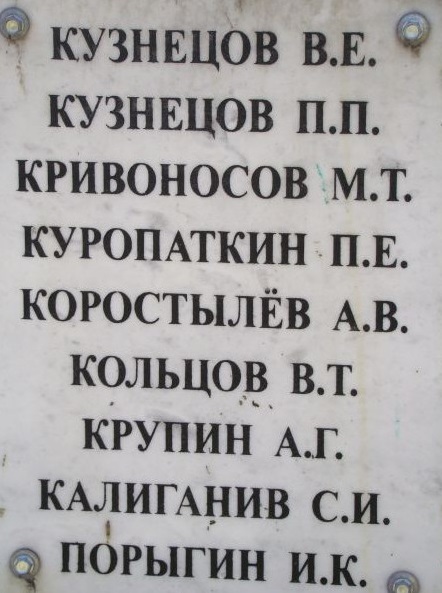 КУЗНЕЦОВ В.Е.
КУЗНЕЦОВ П.П.
КРИВОНОСОВ М.Т.
КУРОПАТКИН П.Е.
КОРОСТЫЛЁВ А.В.
КОЛЬЦОВ В.Т.
КРУПИН А.Г.
КАЛИГАНИВ С.И.
ПОРЫГИН И.К.